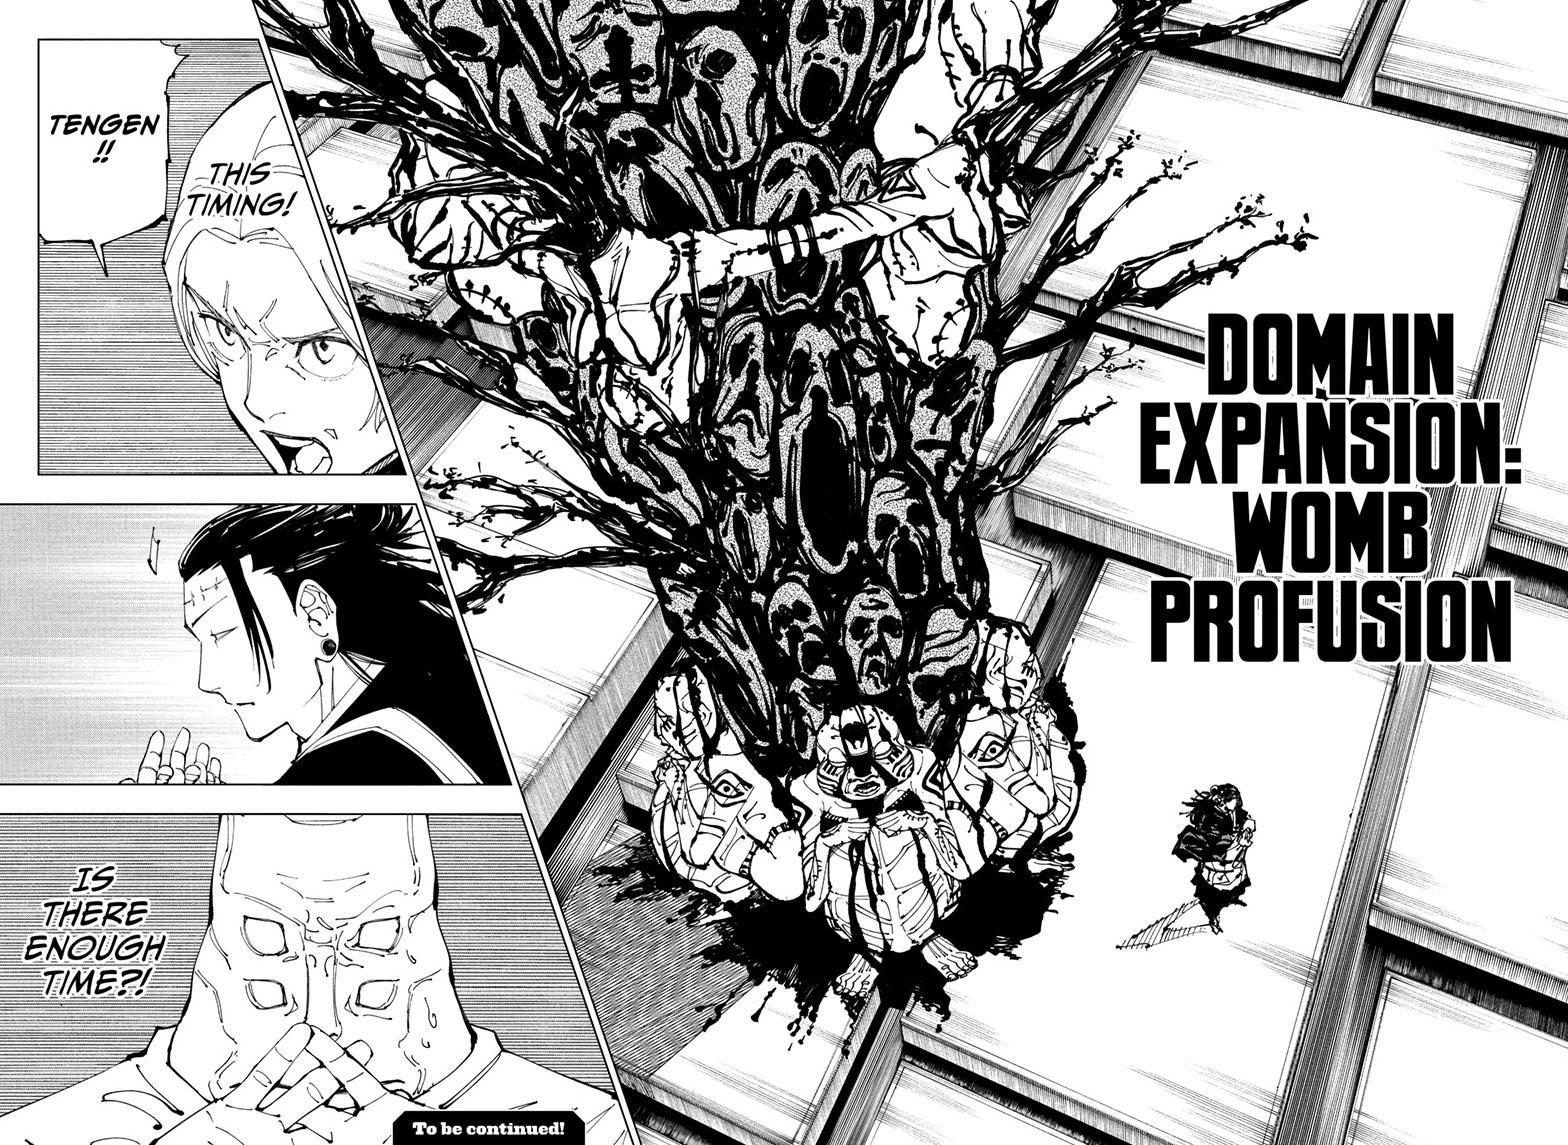 DOMAIN
EXPANSION:
WOMB
PROFUSION
THIS
TIMING!
TENGEN
!!
IS
THERE
ENOUGH
TIME?!
To be continued!